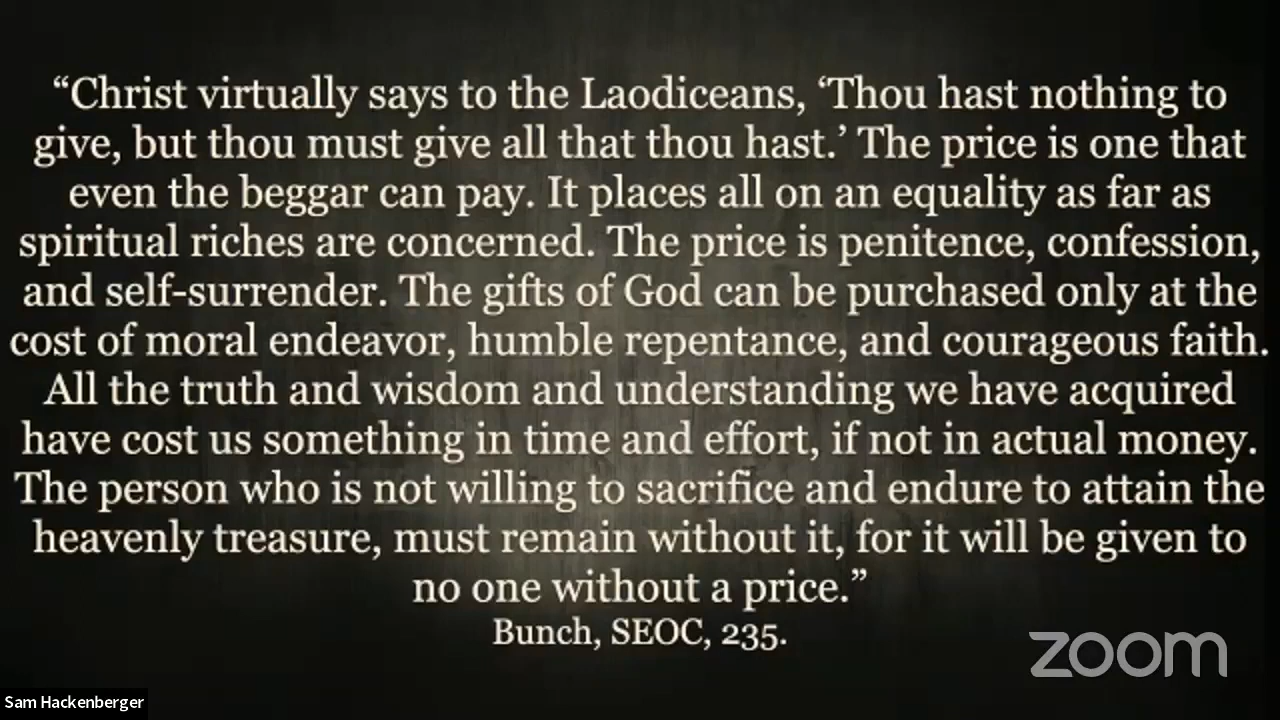 “Christ virtually says to the Laodiceans, ‘Thou hast nothing to
give, but thou must give all that thou hast.’ The price is one that
even the beggar can pay. It places all on an equality as far as
spiritual riches are concerned. The price is penitence, confession,
and self-surrender. The gifts of God can be purchased only at the
cost of moral endeavor, humble repentance, and courageous faith.
All the truth and wisdom and understanding we have acquired
have cost us something in time and effort, if not in actual money.
The person who is not willing to sacrifice and endure to attain the
heavenly treasure, must remain without it, for it will be given to
no one without a price.”
Bunch, SEOC, 235.
zoom
Sam Hackenberger